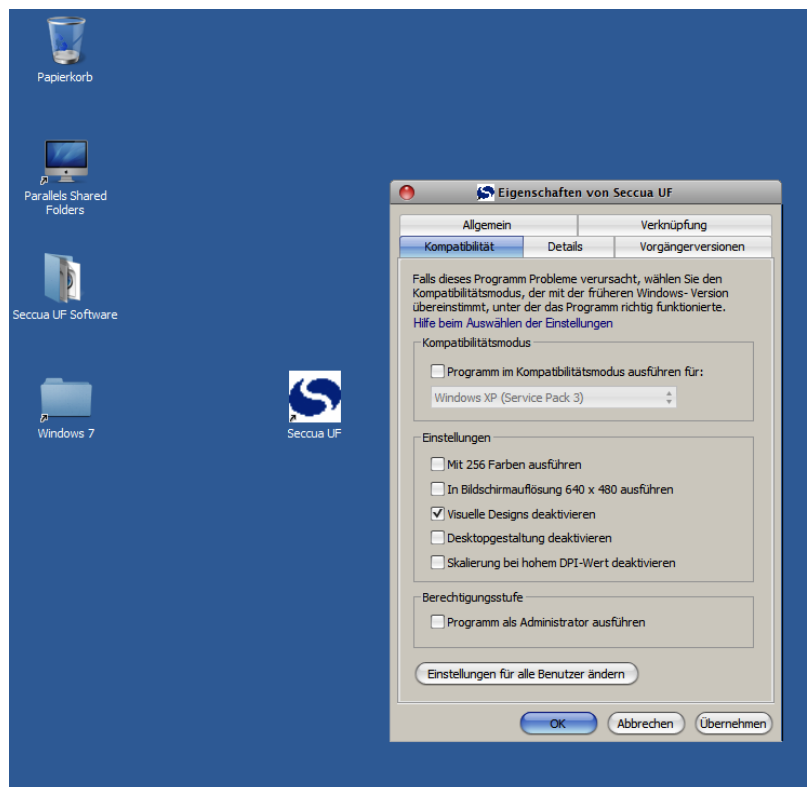 Papierkorb
Parallels Shared
Folders
Seccua UF Software
Windows 7
Seccua UF
Eigenschaften von Seccua UF
Allgemein
Verknüpfung
Kompatibilität
Details
Vorgängerversionen
Falls dieses Programm Probleme verursacht, wählen Sie den
Kompatibilitätsmodus, der mit der früheren Windows- Version
übereinstimmt, unter der das Programm richtig funktionierte.
Hilfe beim Auswählen der Einstellungen
Kompatibilitätsmodus
Programm im Kompatibilitätsmodus ausführen für:
Windows XP (Service Pack 3)
Einstellungen
Mit 256 Farben ausführen
In Bildschirmauflösung 640 x 480 ausführen
Visuelle Designs deaktivieren
Desktopgestaltung deaktivieren
Skalierung bei hohem DPI-Wert deaktivieren
Berechtigungsstufe
Programm als Administrator ausführen
Einstellungen für alle Benutzer ändern
OK
Abbrechen
Übernehmen